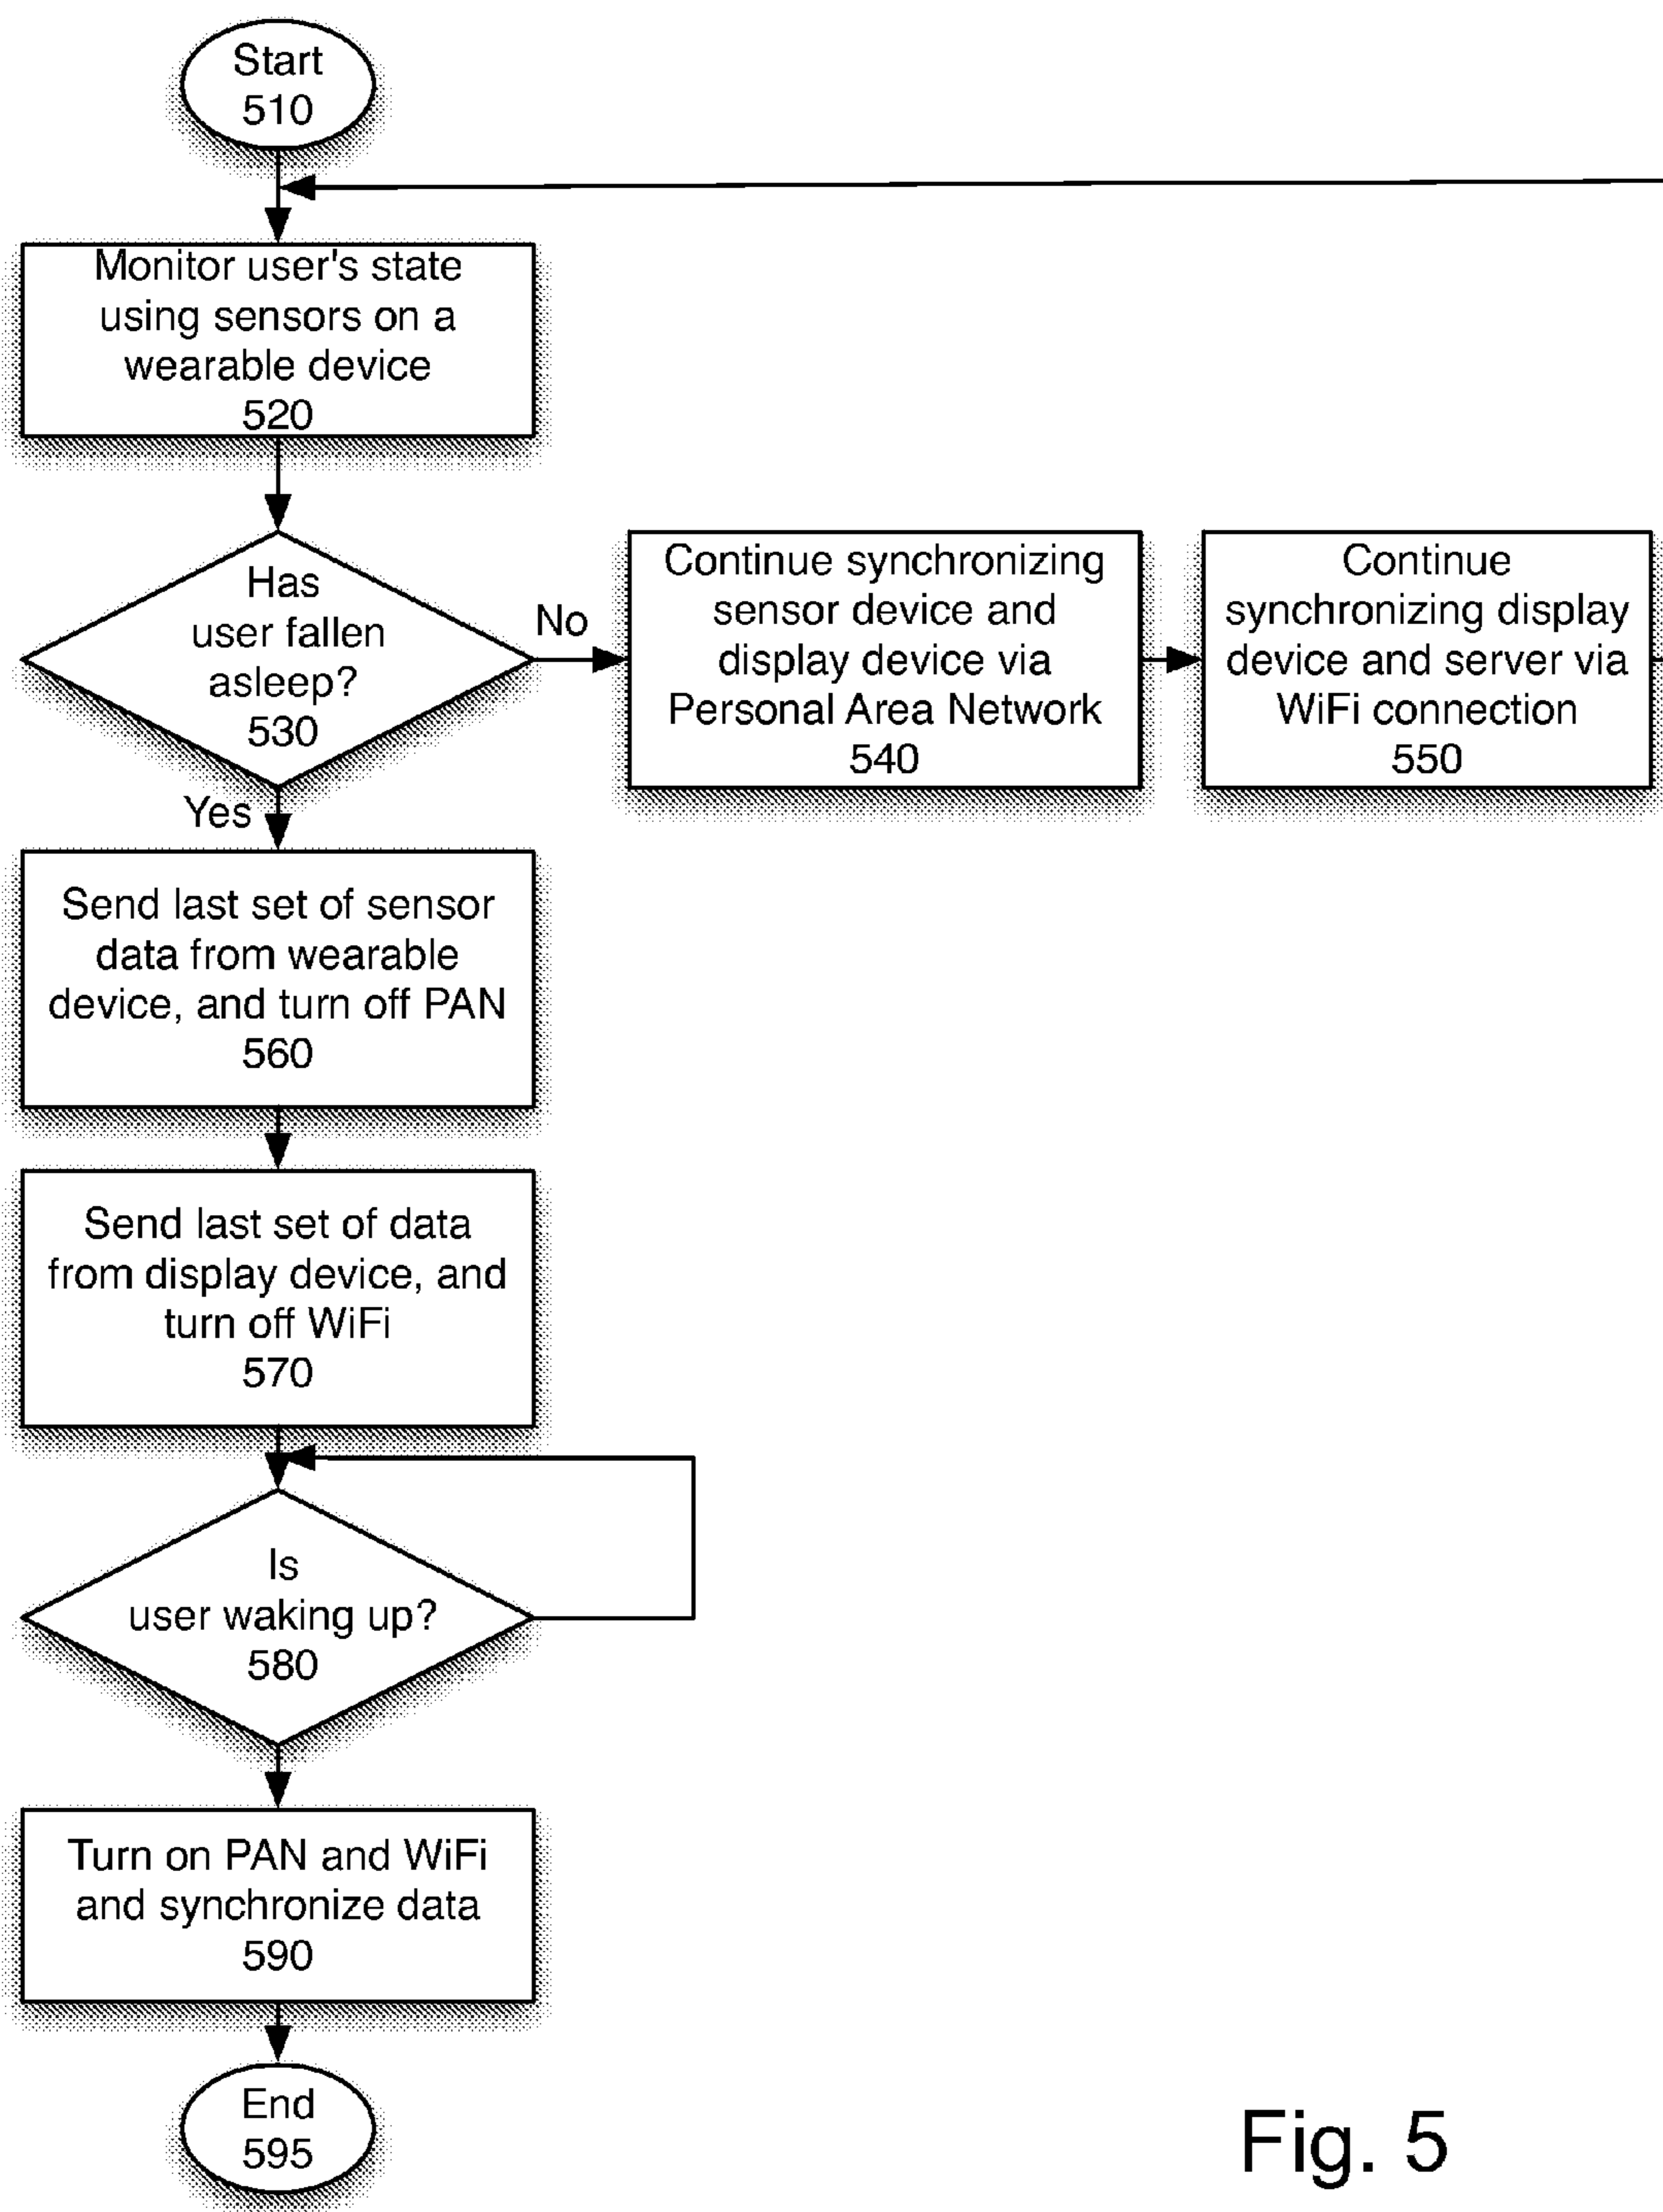 Start
510
Monitor user's state
using sensors on a
wearable device
520
Has
user fallen
asleep?
530
No
Continue synchronizing
sensor device and
display device via
Personal Area Network
540
Continue
synchronizing display
device and server via
WiFi connection
550
Yes
Send last set of sensor
data from wearable
device, and turn off PAN
560
Send last set of data
from display device, and
turn off WiFi
570
Is
user waking up?
580
Turn on PAN and WiFi
and synchronize data
590
End
595
Fig. 5